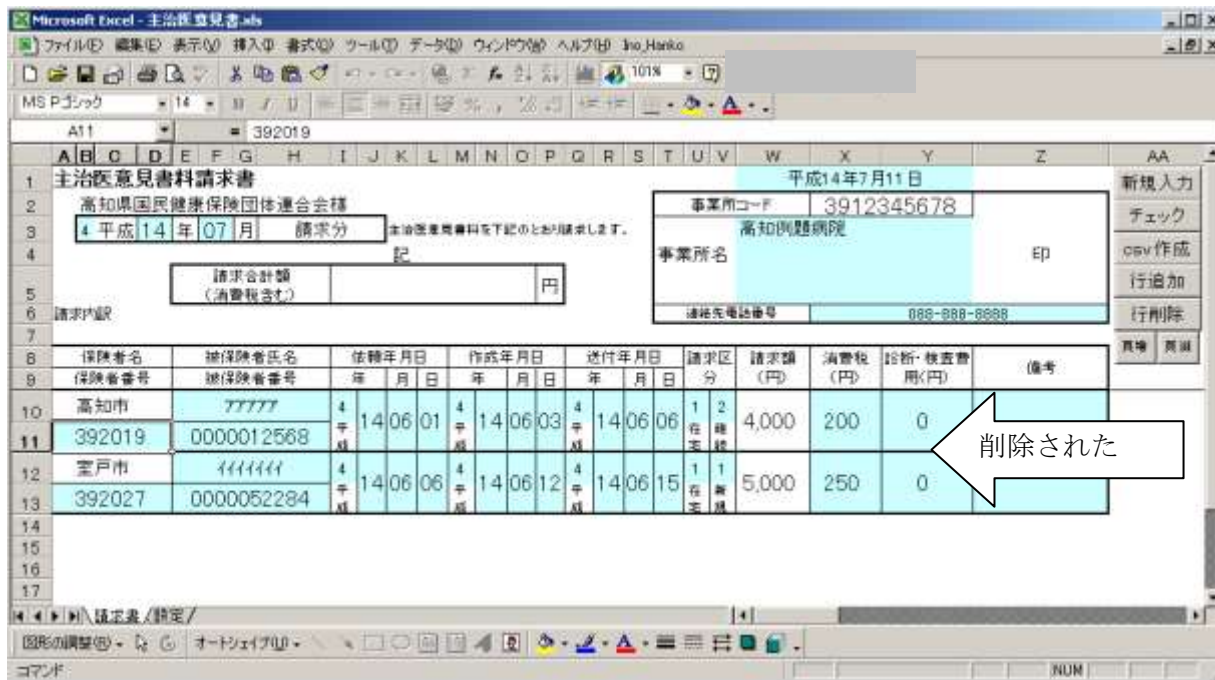 Microsoft Excel - 主治医意見書.xls
ファイル(F) 編集(E) 表示(V) 挿入(I) 書式(O) ツール(T) データ(D) ウィンドウ(W) ヘルプ(H) Ino_Hanko
101%
MS Pゴシック 14
A11 = 392019
A B C D E F G H I J K L M N O P Q R S T U V W X Y Z AA
1 主治医意見書料請求書 平成14年7月11日 新規入力
2 高知県国民健康保険団体連合会様 事業所コード 3912345678 チェック
3 4 平成 14 年 07 月 請求分 主治医意見書料を下記のとおり請求します。 高知例題病院
4 記 事業所名 印 csv作成
請求合計額 円 行追加
5 (消費税含む)
6 請求内訳 連絡先電話番号 088-888-8888 行削除
7
8 保険者名 被保険者氏名 依頼年月日 作成年月日 送付年月日 請求区分 請求額(円) 消費税(円) 診断・検査費用(円) 備考
9 保険者番号 被保険者番号 年 月 日 年 月 日 年 月 日
10 高知市 アアアアア 4 平成 14 06 01 4 平成 14 06 03 4 平成 14 06 06 1 在宅 2 継続 4,000 200 0
11 392019 0000012568
削除された
12 室戸市 イイイイイイイ 4 平成 14 06 06 4 平成 14 06 12 4 平成 14 06 15 1 在宅 1 新規 5,000 250 0
13 392027 0000052284
14
15
16
17
請求書 設定
図形の調整(R) オートシェイプ(U)
コマンド NUM